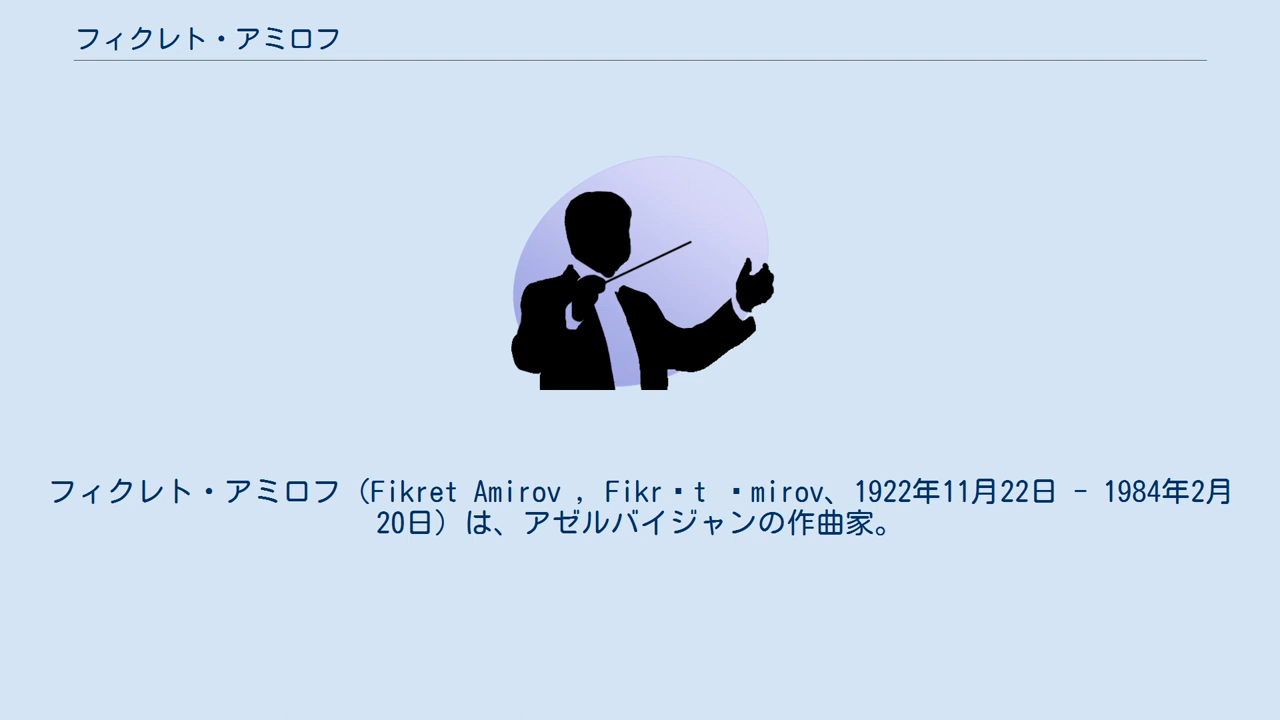 フィクレト・アミロフ
フィクレト・アミロフ（Fikret Amirov , Fikr・t ・mirov、1922年11月22日 - 1984年2月
20日）は、アゼルバイジャンの作曲家。